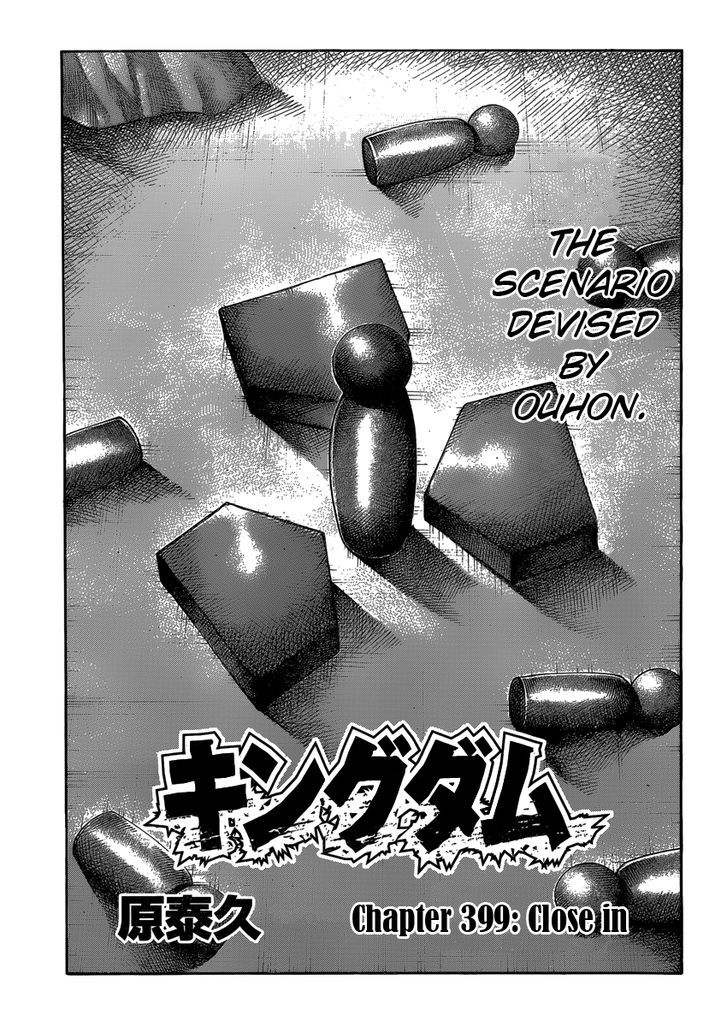 THE
SCENARIO
DEVISED
BY
OUHON.
キングダム
原泰久
Chapter 399: Close in